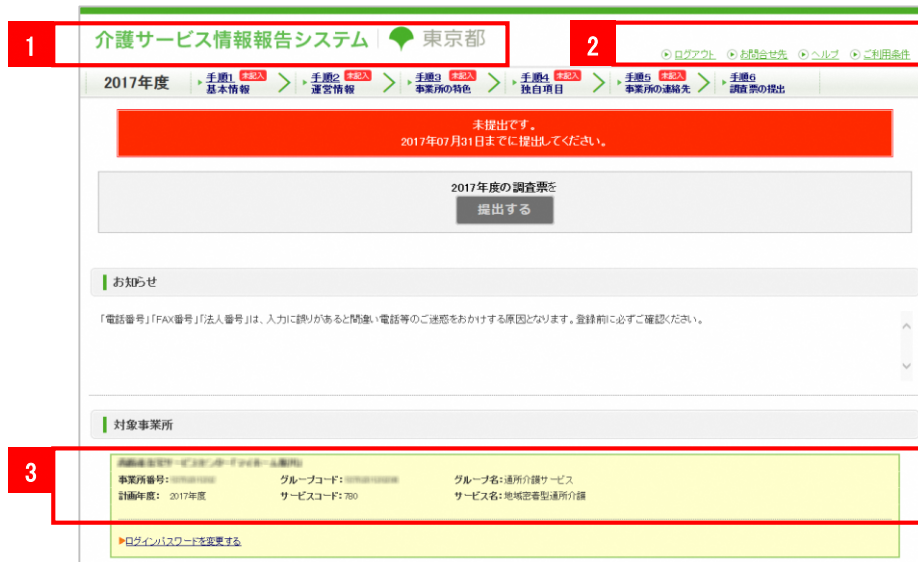 1
介護サービス情報報告システム 東京都
2
ログアウト お問合せ先 ヘルプ ご利用条件
2017年度
手順1 未記入
基本情報
手順2 未記入
運営情報
手順3 未記入
事業所の特色
手順4 未記入
独自項目
手順5 未記入
事業所の連絡先
手順6
調査票の提出
未提出です。
2017年07月31日までに提出してください。
2017年度の調査票を
提出する
お知らせ
「電話番号」「FAX番号」「法人番号」は、入力に誤りがあると間違い電話等のご迷惑をおかけする原因となります。登録前に必ずご確認ください。
対象事業所
3
事業所番号: グループコード: グループ名:通所介護サービス
計画年度: 2017年度 サービスコード:780 サービス名:地域密着型通所介護
ログインパスワードを変更する